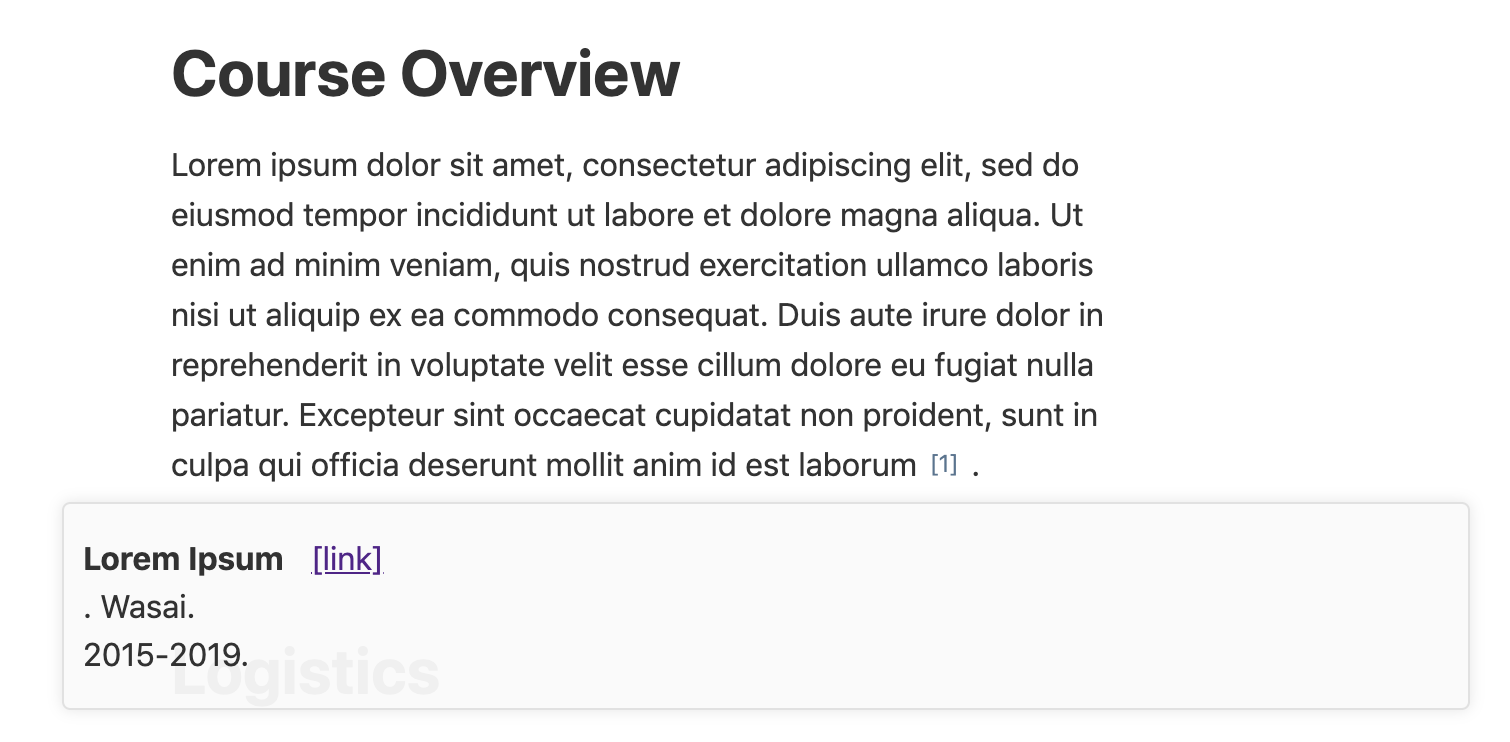 Course Overview
Lorem ipsum dolor sit amet, consectetur adipiscing elit, sed do
eiusmod tempor incididunt ut labore et dolore magna aliqua. Ut
enim ad minim veniam, quis nostrud exercitation ullamco laboris
nisi ut aliquip ex ea commodo consequat. Duis aute irure dolor in
reprehenderit in voluptate velit esse cillum dolore eu fugiat nulla
pariatur. Excepteur sint occaecat cupidatat non proident, sunt in
culpa qui officia deserunt mollit anim id est laborum [1] .
Lorem Ipsum [link]
. Wasai.
2015-2019.
Logistics